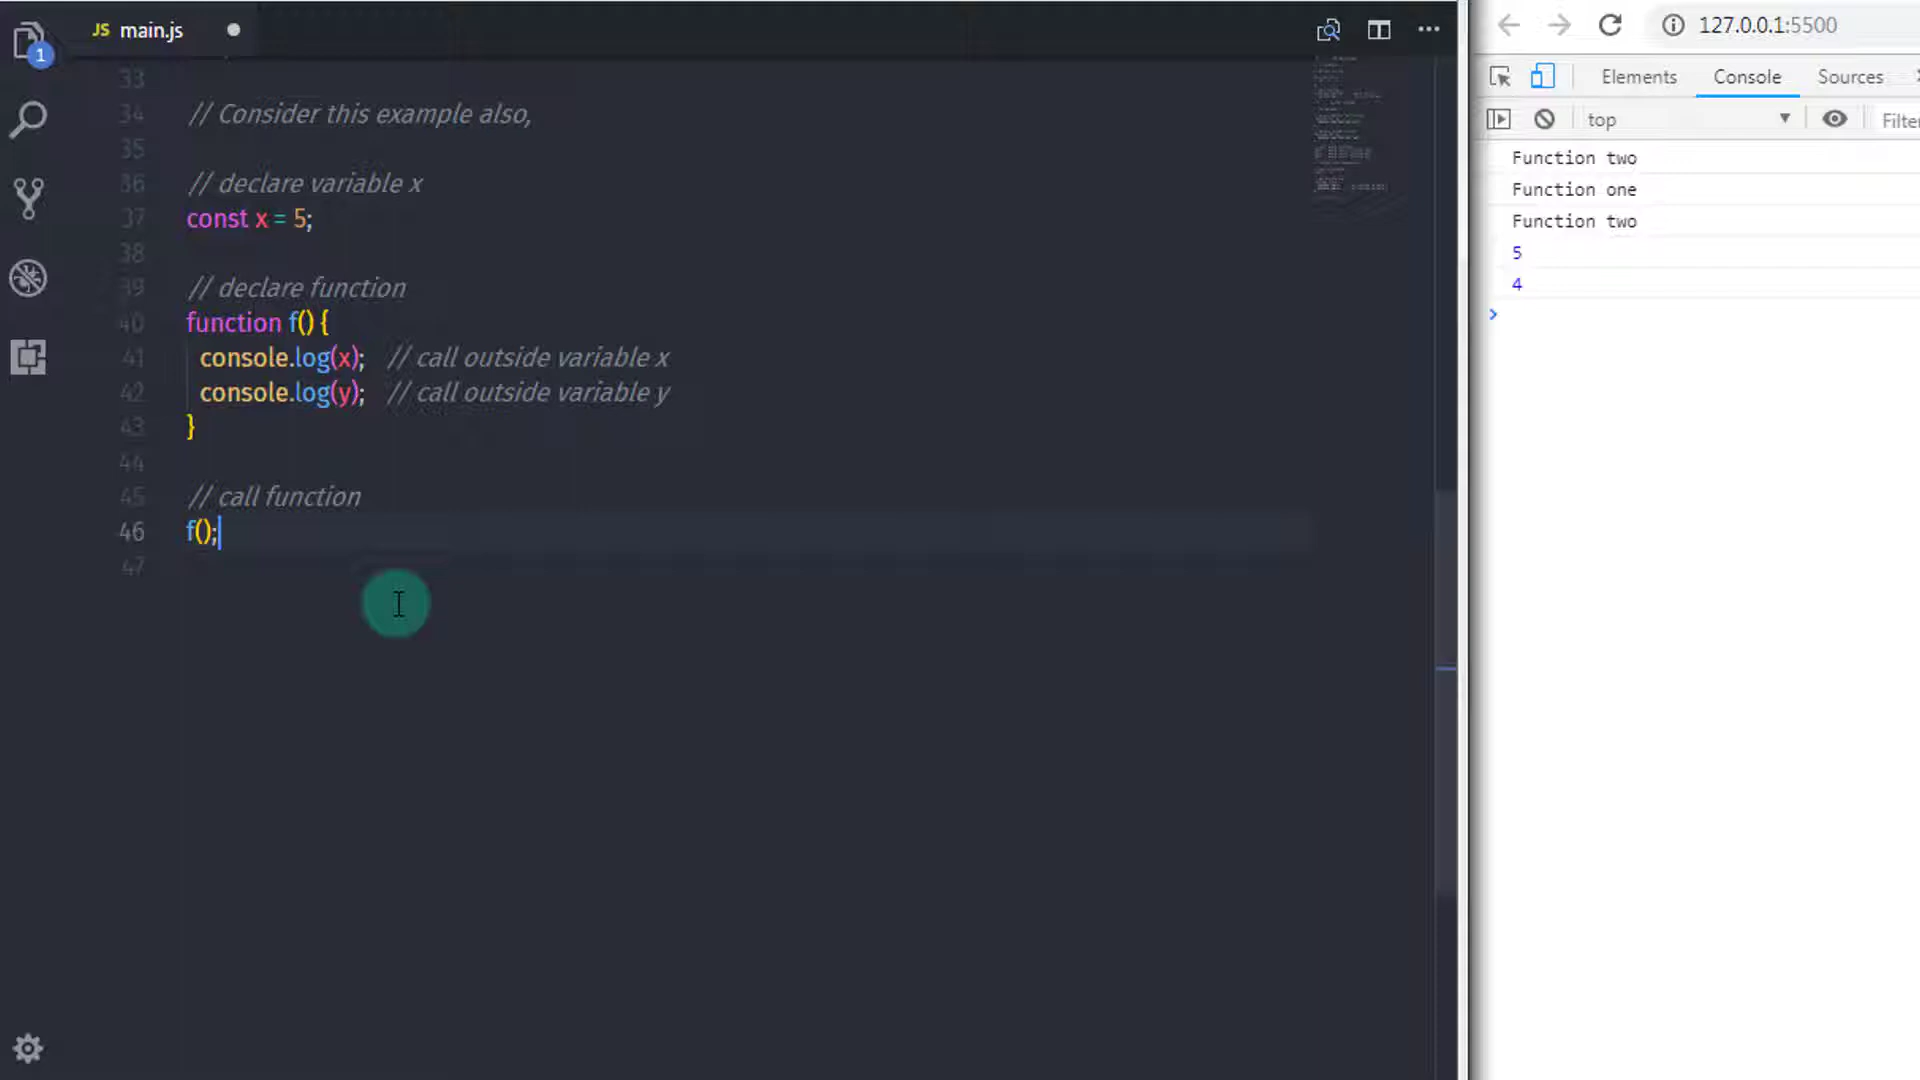 JS main.js
1
33
34 // Consider this example also,
35
36 // declare variable x
37 const x = 5;
38
39 // declare function
40 function f() {
41 console.log(x); // call outside variable x
42 console.log(y); // call outside variable y
43 }
44
45 // call function
46 f();
47
127.0.0.1:5500
Elements Console Sources
top Filter
Function two
Function one
Function two
5
4